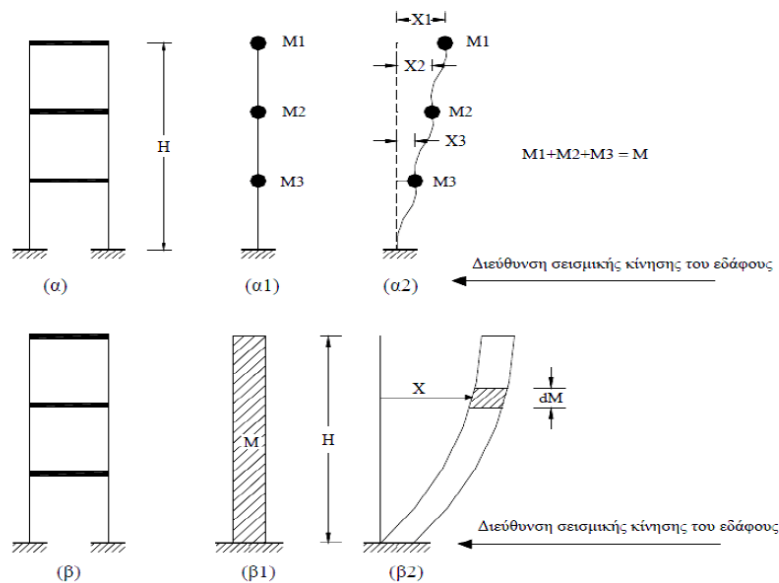 X1
M1
M1
X2
M2
M2
H
X3
M1+M2+M3 = M
M3
M3
(α)
(α1)
(α2)
Διεύθυνση σεισμικής κίνησης του εδάφους
X
dM
M
H
Διεύθυνση σεισμικής κίνησης του εδάφους
(β)
(β1)
(β2)